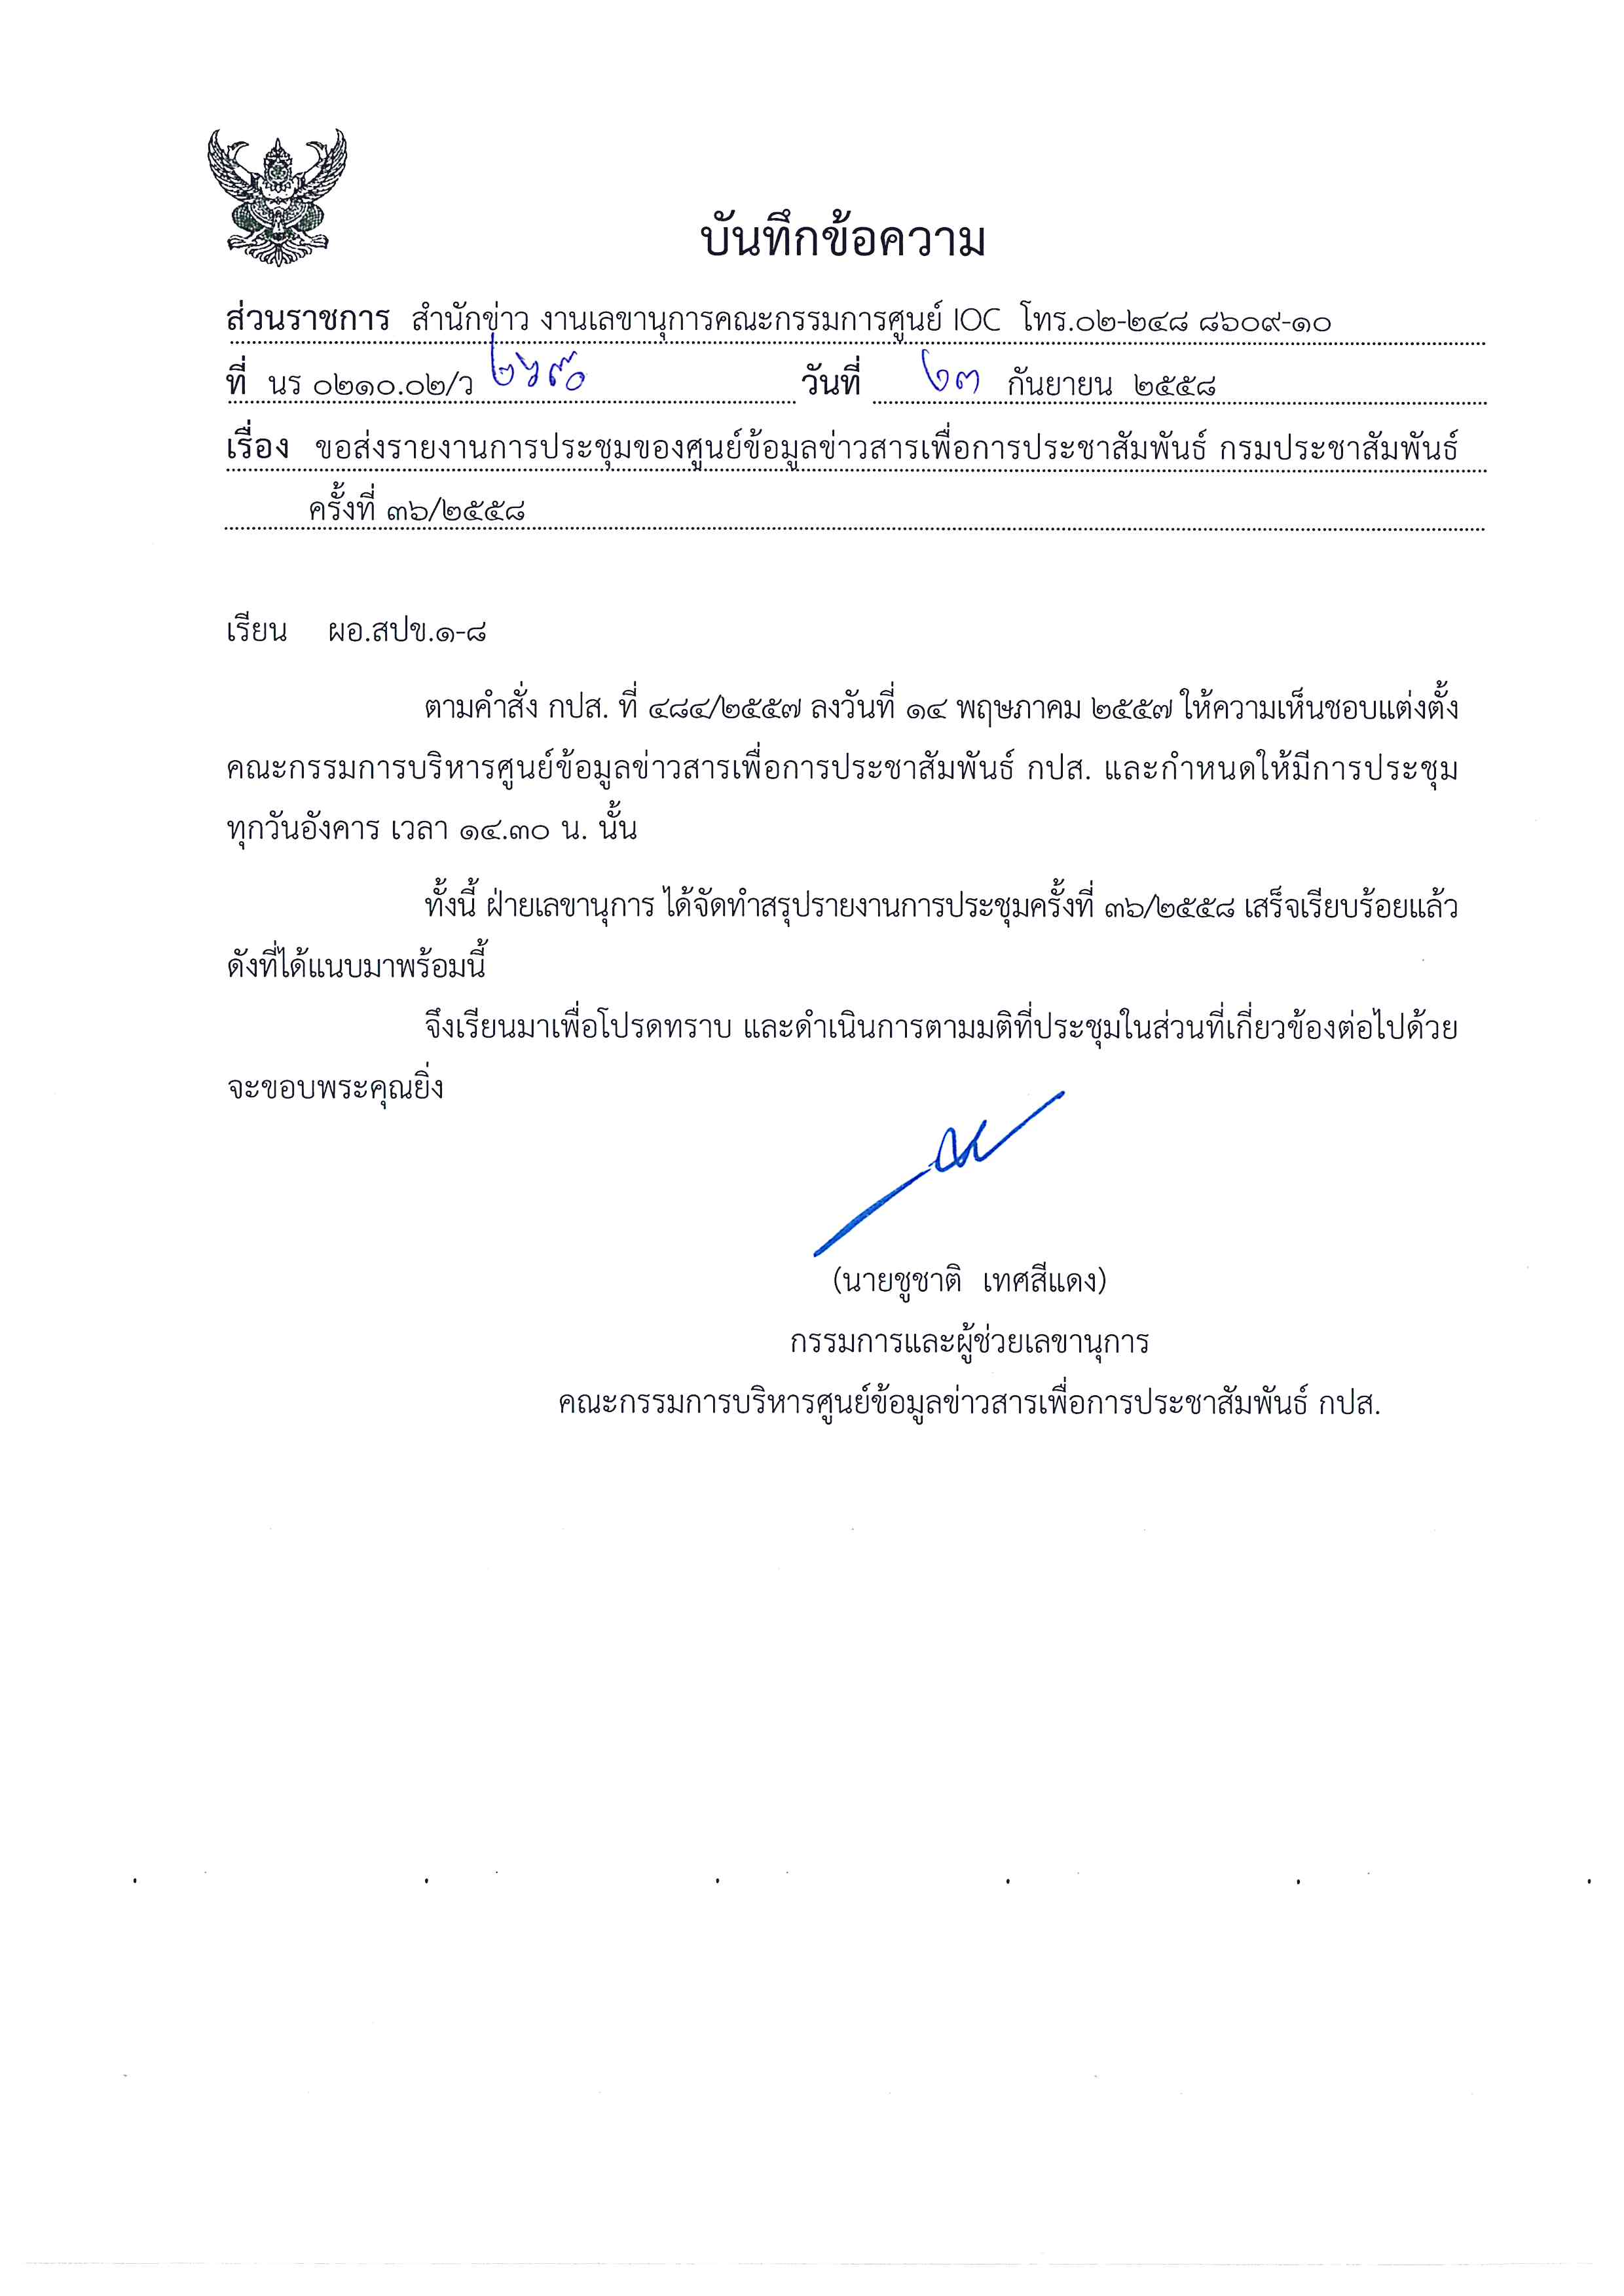 บันทึกข้อความ
ส่วนราชการ สำนักข่าว งานเลขานุการคณะกรรมการศูนย์ IOC โทร.๐๒-๒๔๘ ๘๖๐๙-๑๐
ที่ นร ๐๒๑๐.๐๒/ว ๒๖๙๐ วันที่ ๒๓ กันยายน ๒๕๕๘
เรื่อง ขอส่งรายงานการประชุมของศูนย์ข้อมูลข่าวสารเพื่อการประชาสัมพันธ์ กรมประชาสัมพันธ์
ครั้งที่ ๓๖/๒๕๕๘
เรียน ผอ.สปข.๑-๘
ตามคำสั่ง กปส. ที่ ๔๘๔/๒๕๕๗ ลงวันที่ ๑๔ พฤษภาคม ๒๕๕๗ ให้ความเห็นชอบแต่งตั้ง
คณะกรรมการบริหารศูนย์ข้อมูลข่าวสารเพื่อการประชาสัมพันธ์ กปส. และกำหนดให้มีการประชุม
ทุกวันอังคาร เวลา ๑๔.๓๐ น. นั้น
ทั้งนี้ ฝ่ายเลขานุการ ได้จัดทำสรุปรายงานการประชุมครั้งที่ ๓๖/๒๕๕๘ เสร็จเรียบร้อยแล้ว
ดังที่ได้แนบมาพร้อมนี้
จึงเรียนมาเพื่อโปรดทราบ และดำเนินการตามมติที่ประชุมในส่วนที่เกี่ยวข้องต่อไปด้วย
จะขอบพระคุณยิ่ง
(นายชูชาติ เทศสีแดง)
กรรมการและผู้ช่วยเลขานุการ
คณะกรรมการบริหารศูนย์ข้อมูลข่าวสารเพื่อการประชาสัมพันธ์ กปส.